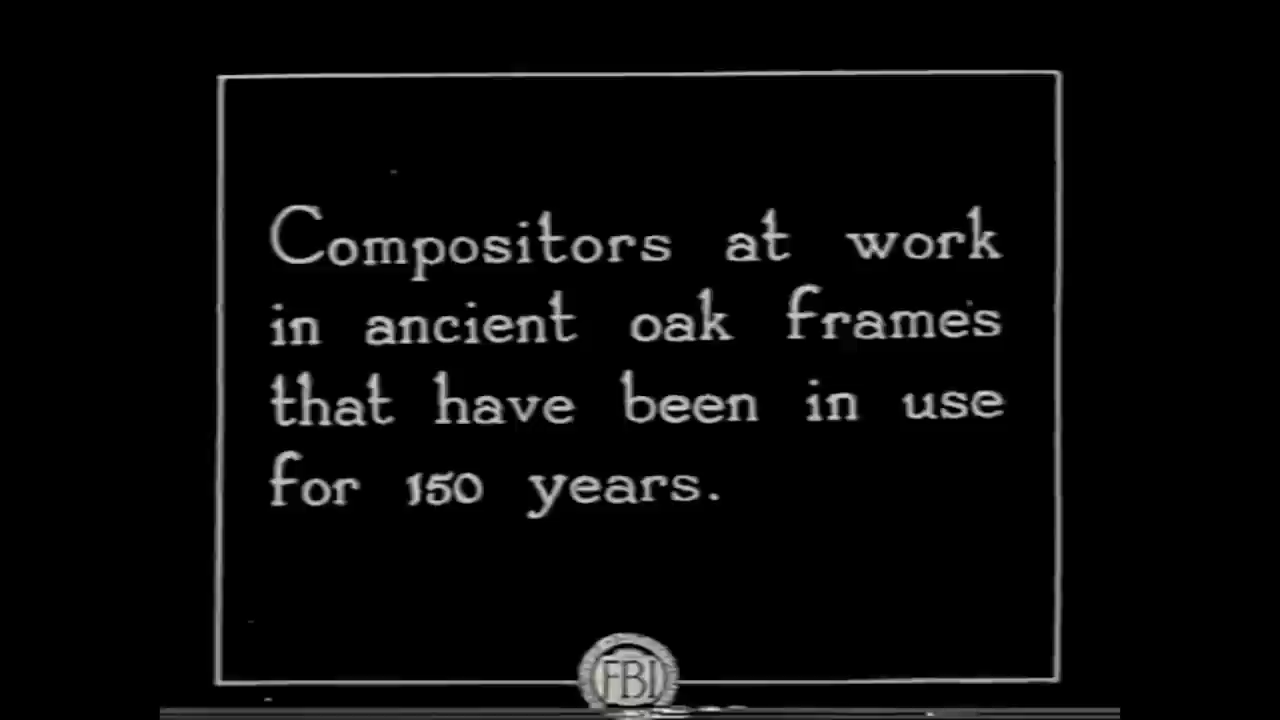 Compositors at work
in ancient oak frames
that have been in use
for 150 years.
FBI